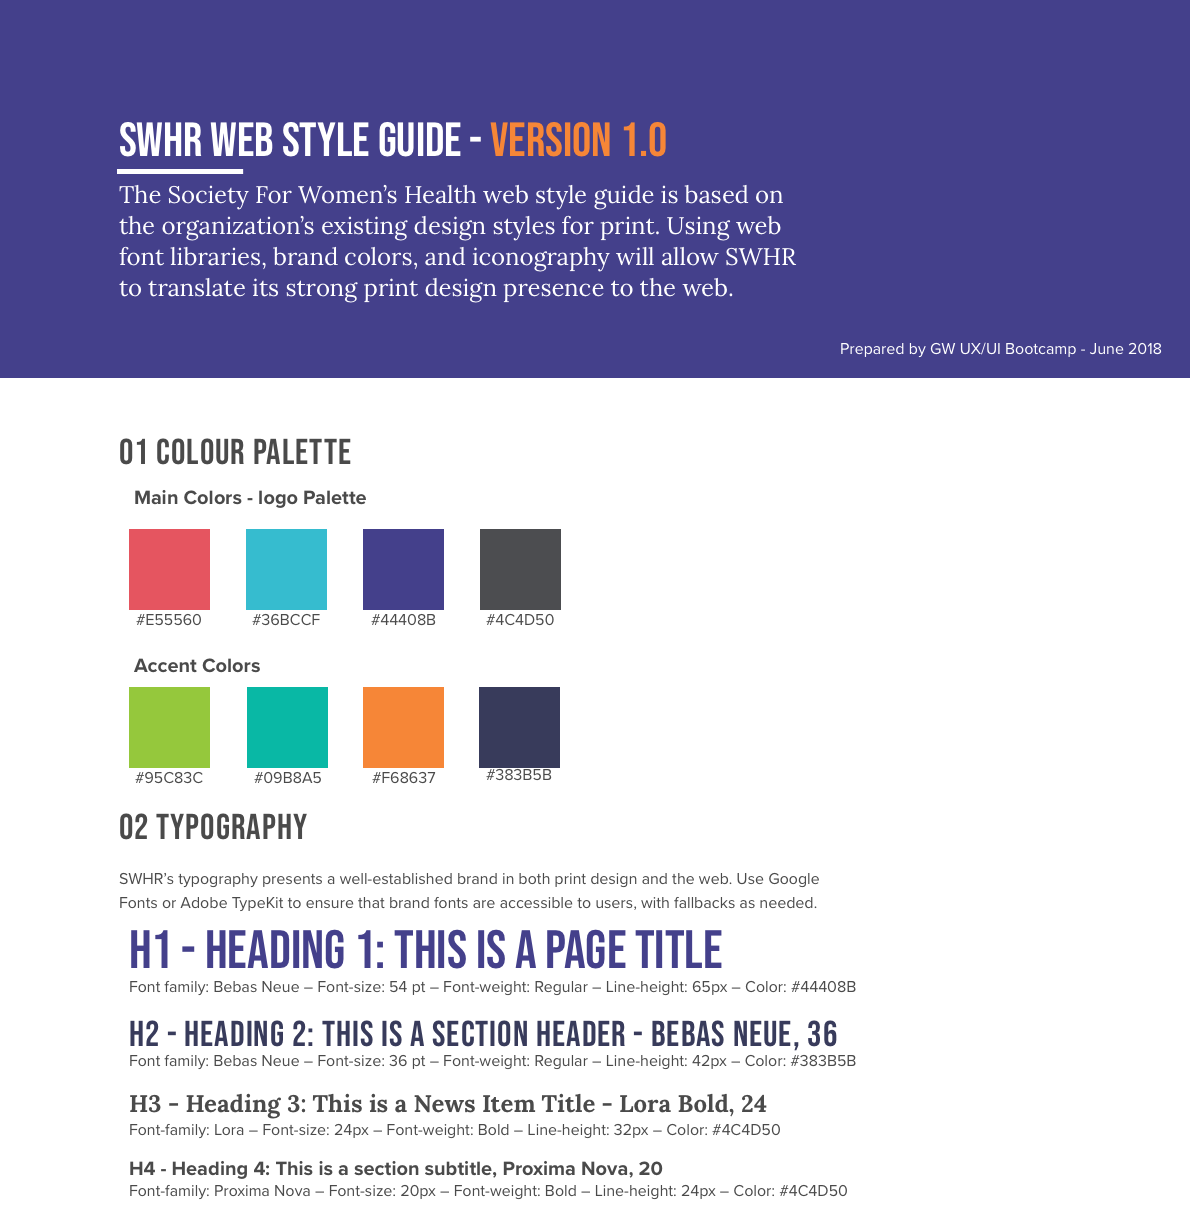 SWHR WEB STYLE GUIDE - VERSION 1.0
The Society For Women’s Health web style guide is based on
the organization’s existing design styles for print. Using web
font libraries, brand colors, and iconography will allow SWHR
to translate its strong print design presence to the web.
Prepared by GW UX/UI Bootcamp - June 2018
01 COLOUR PALETTE
Main Colors - logo Palette
#E55560 #36BCCF #44408B #4C4D50
Accent Colors
#95C83C #09B8A5 #F68637 #383B5B
02 TYPOGRAPHY
SWHR’s typography presents a well-established brand in both print design and the web. Use Google
Fonts or Adobe TypeKit to ensure that brand fonts are accessible to users, with fallbacks as needed.
H1 - HEADING 1: THIS IS A PAGE TITLE
Font family: Bebas Neue – Font-size: 54 pt – Font-weight: Regular – Line-height: 65px – Color: #44408B
H2 - HEADING 2: THIS IS A SECTION HEADER - BEBAS NEUE, 36
Font family: Bebas Neue – Font-size: 36 pt – Font-weight: Regular – Line-height: 42px – Color: #383B5B
H3 - Heading 3: This is a News Item Title - Lora Bold, 24
Font-family: Lora – Font-size: 24px – Font-weight: Bold – Line-height: 32px – Color: #4C4D50
H4 - Heading 4: This is a section subtitle, Proxima Nova, 20
Font-family: Proxima Nova – Font-size: 20px – Font-weight: Bold – Line-height: 24px – Color: #4C4D50